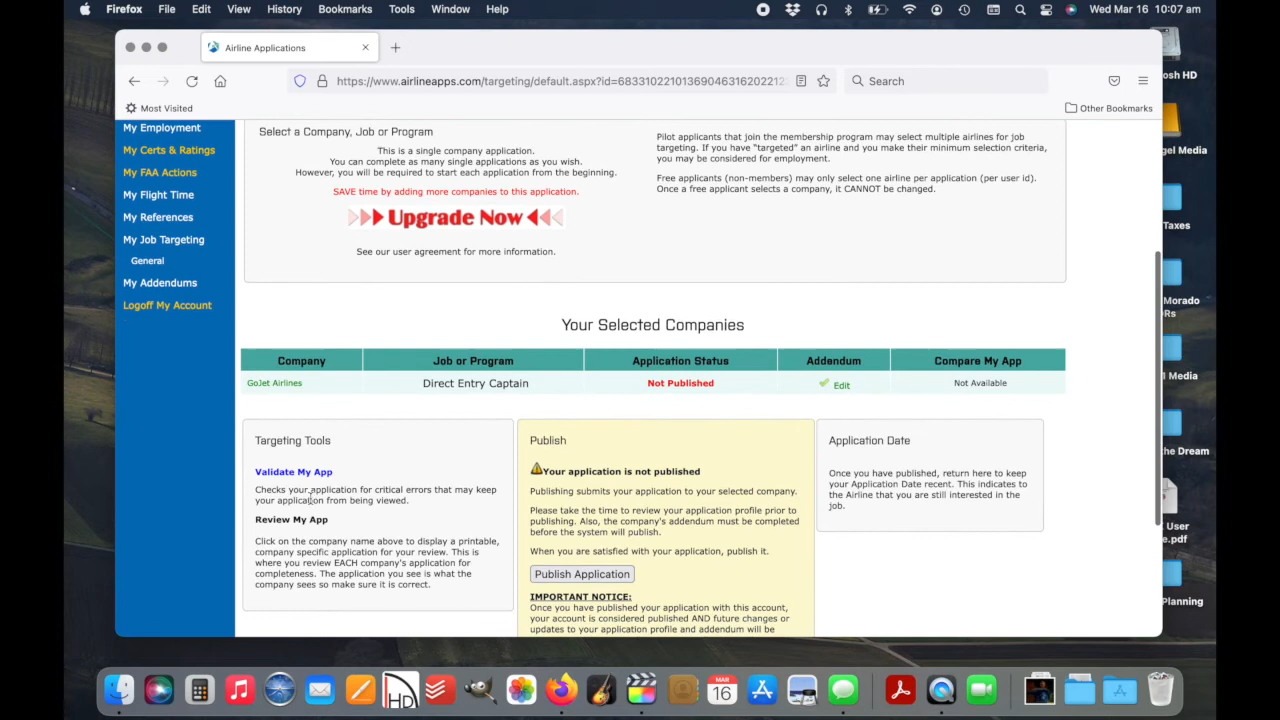 Firefox File Edit View History Bookmarks Tools Window Help
Wed Mar 16 10:07 am
Airline Applications
https://www.airlineapps.com/targeting/default.aspx?id=68331022101369046316202212
Search
Most Visited
Other Bookmarks
My Employment
My Certs & Ratings
My FAA Actions
My Flight Time
My References
My Job Targeting
General
My Addendums
Logoff My Account
Select a Company, Job or Program
This is a single company application.
You can complete as many single applications as you wish.
However, you will be required to start each application from the beginning.
SAVE time by adding more companies to this application.
Upgrade Now
See our user agreement for more information.
Pilot applicants that join the membership program may select multiple airlines for job
targeting. If you have "targeted" an airline and you make their minimum selection criteria,
you may be considered for employment.
Free applicants (non-members) may only select one airline per application (per user id).
Once a free applicant selects a company, it CANNOT be changed.
Your Selected Companies
Company Job or Program Application Status Addendum Compare My App
GoJet Airlines Direct Entry Captain Not Published Edit Not Available
Targeting Tools
Validate My App
Checks your application for critical errors that may keep
your application from being viewed.
Review My App
Click on the company name above to display a printable,
company specific application for your review. This is
where you review EACH company's application for
completeness. The application you see is what the
company sees so make sure it is correct.
Publish
Your application is not published
Publishing submits your application to your selected company.
Please take the time to review your application profile prior to
publishing. Also, the company's addendum must be completed
before the system will publish.
When you are satisfied with your application, publish it.
Publish Application
IMPORTANT NOTICE:
Once you have published your application with this account,
your account is considered published AND future changes or
updates to your application profile and addendum will be
Application Date
Once you have published, return here to keep
your Application Date recent. This indicates to
the Airline that you are still interested in the
job.
osh HD
gel Media
Taxes
Morado
Rs
1 Media
the Dream
User
e.pdf
Planning
HD
MAR
16